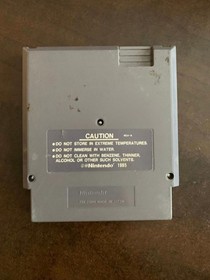 CAUTION
●DO NOT STORE IN EXTREME TEMPERATURES.
●DO NOT IMMERSE IN WATER.
●DO NOT CLEAN WITH BENZENE, THINNER,
ALCOHOL OR OTHER SUCH SOLVENTS.
Nintendo 1985
Nintendo